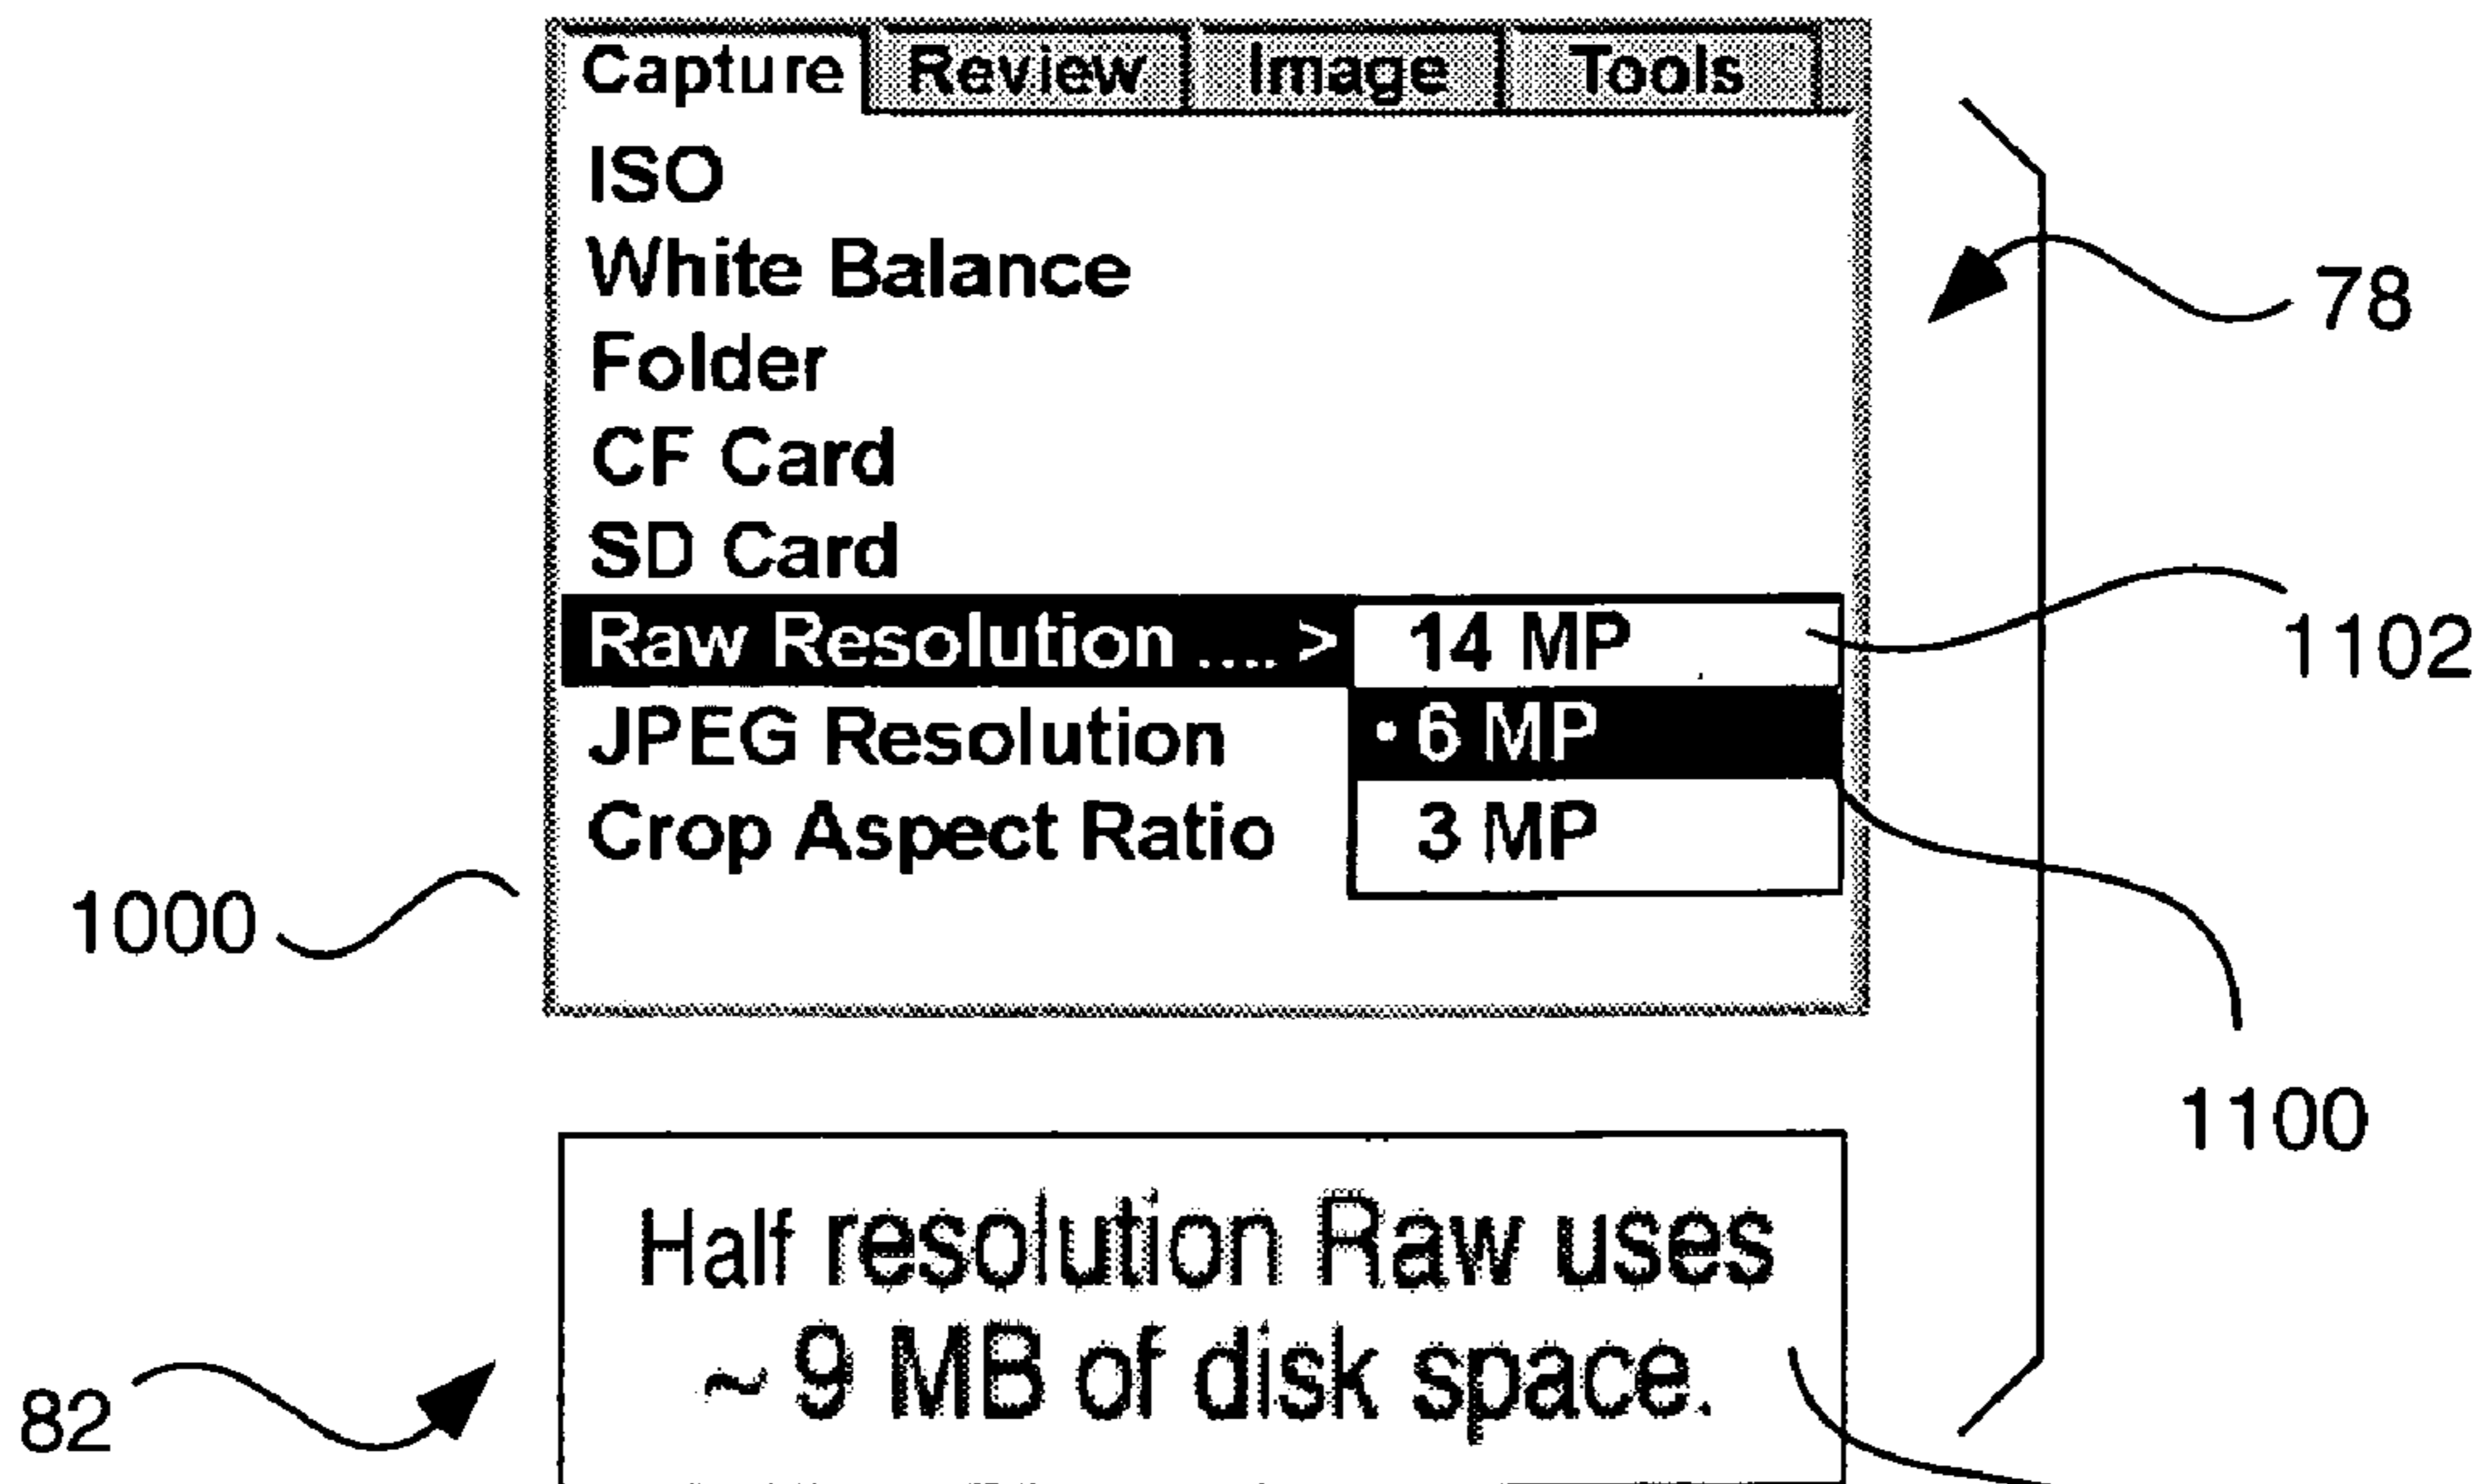 Capture Review Image Tools
ISO
White Balance
Folder
CF Card
SD Card
Raw Resolution .... > 14 MP
JPEG Resolution • 6 MP
Crop Aspect Ratio 3 MP
78
1102
1000
1100
Half resolution Raw uses
~ 9 MB of disk space.
82